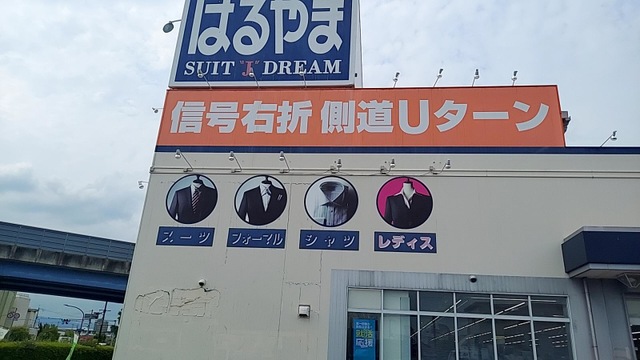 はるやま
SUIT "I" DREAM
信号右折 側道Uターン
スーツ
フォーマル
シャツ
レディス